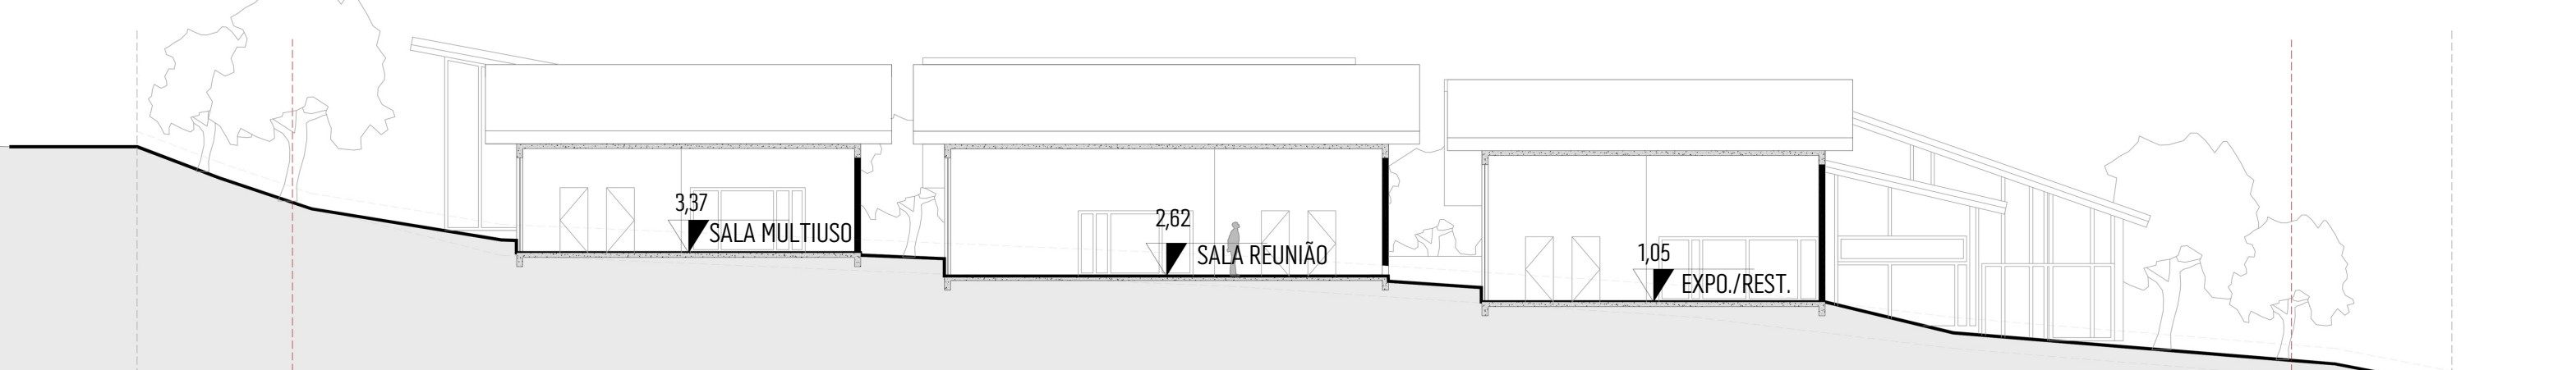 3,37
SALA MULTIUSO
2,62
SALA REUNIÃO
1,05
EXPO./REST.